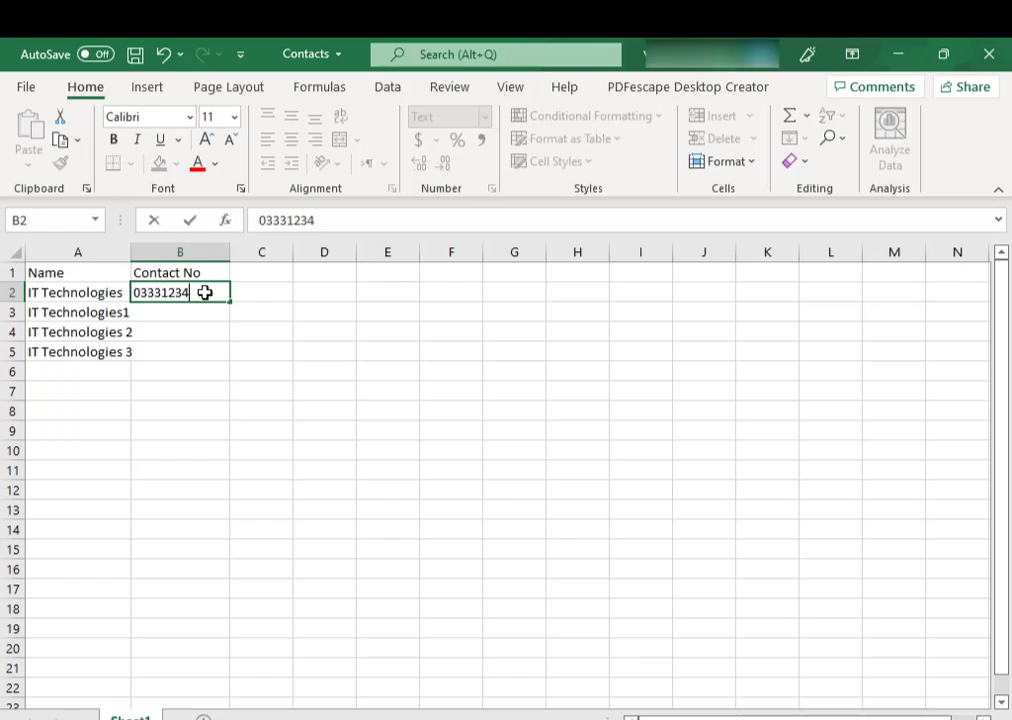 AutoSave Off Contacts Search (Alt+Q)
File Home Insert Page Layout Formulas Data Review View Help PDFescape Desktop Creator Comments Share
Paste Calibri 11 B I U A A A ab Text $ % 9 Conditional Formatting Format as Table Cell Styles Insert Delete Format Analyze Data
Clipboard Font Alignment Number Styles Cells Editing Analysis
B2 fx 03331234
A B C D E F G H I J K L M N
1 Name Contact No
2 IT Technologies 03331234
3 IT Technologies1
4 IT Technologies 2
5 IT Technologies 3
6
7
8
9
10
11
12
13
14
15
16
17
18
19
20
21
22
23
Sheet1